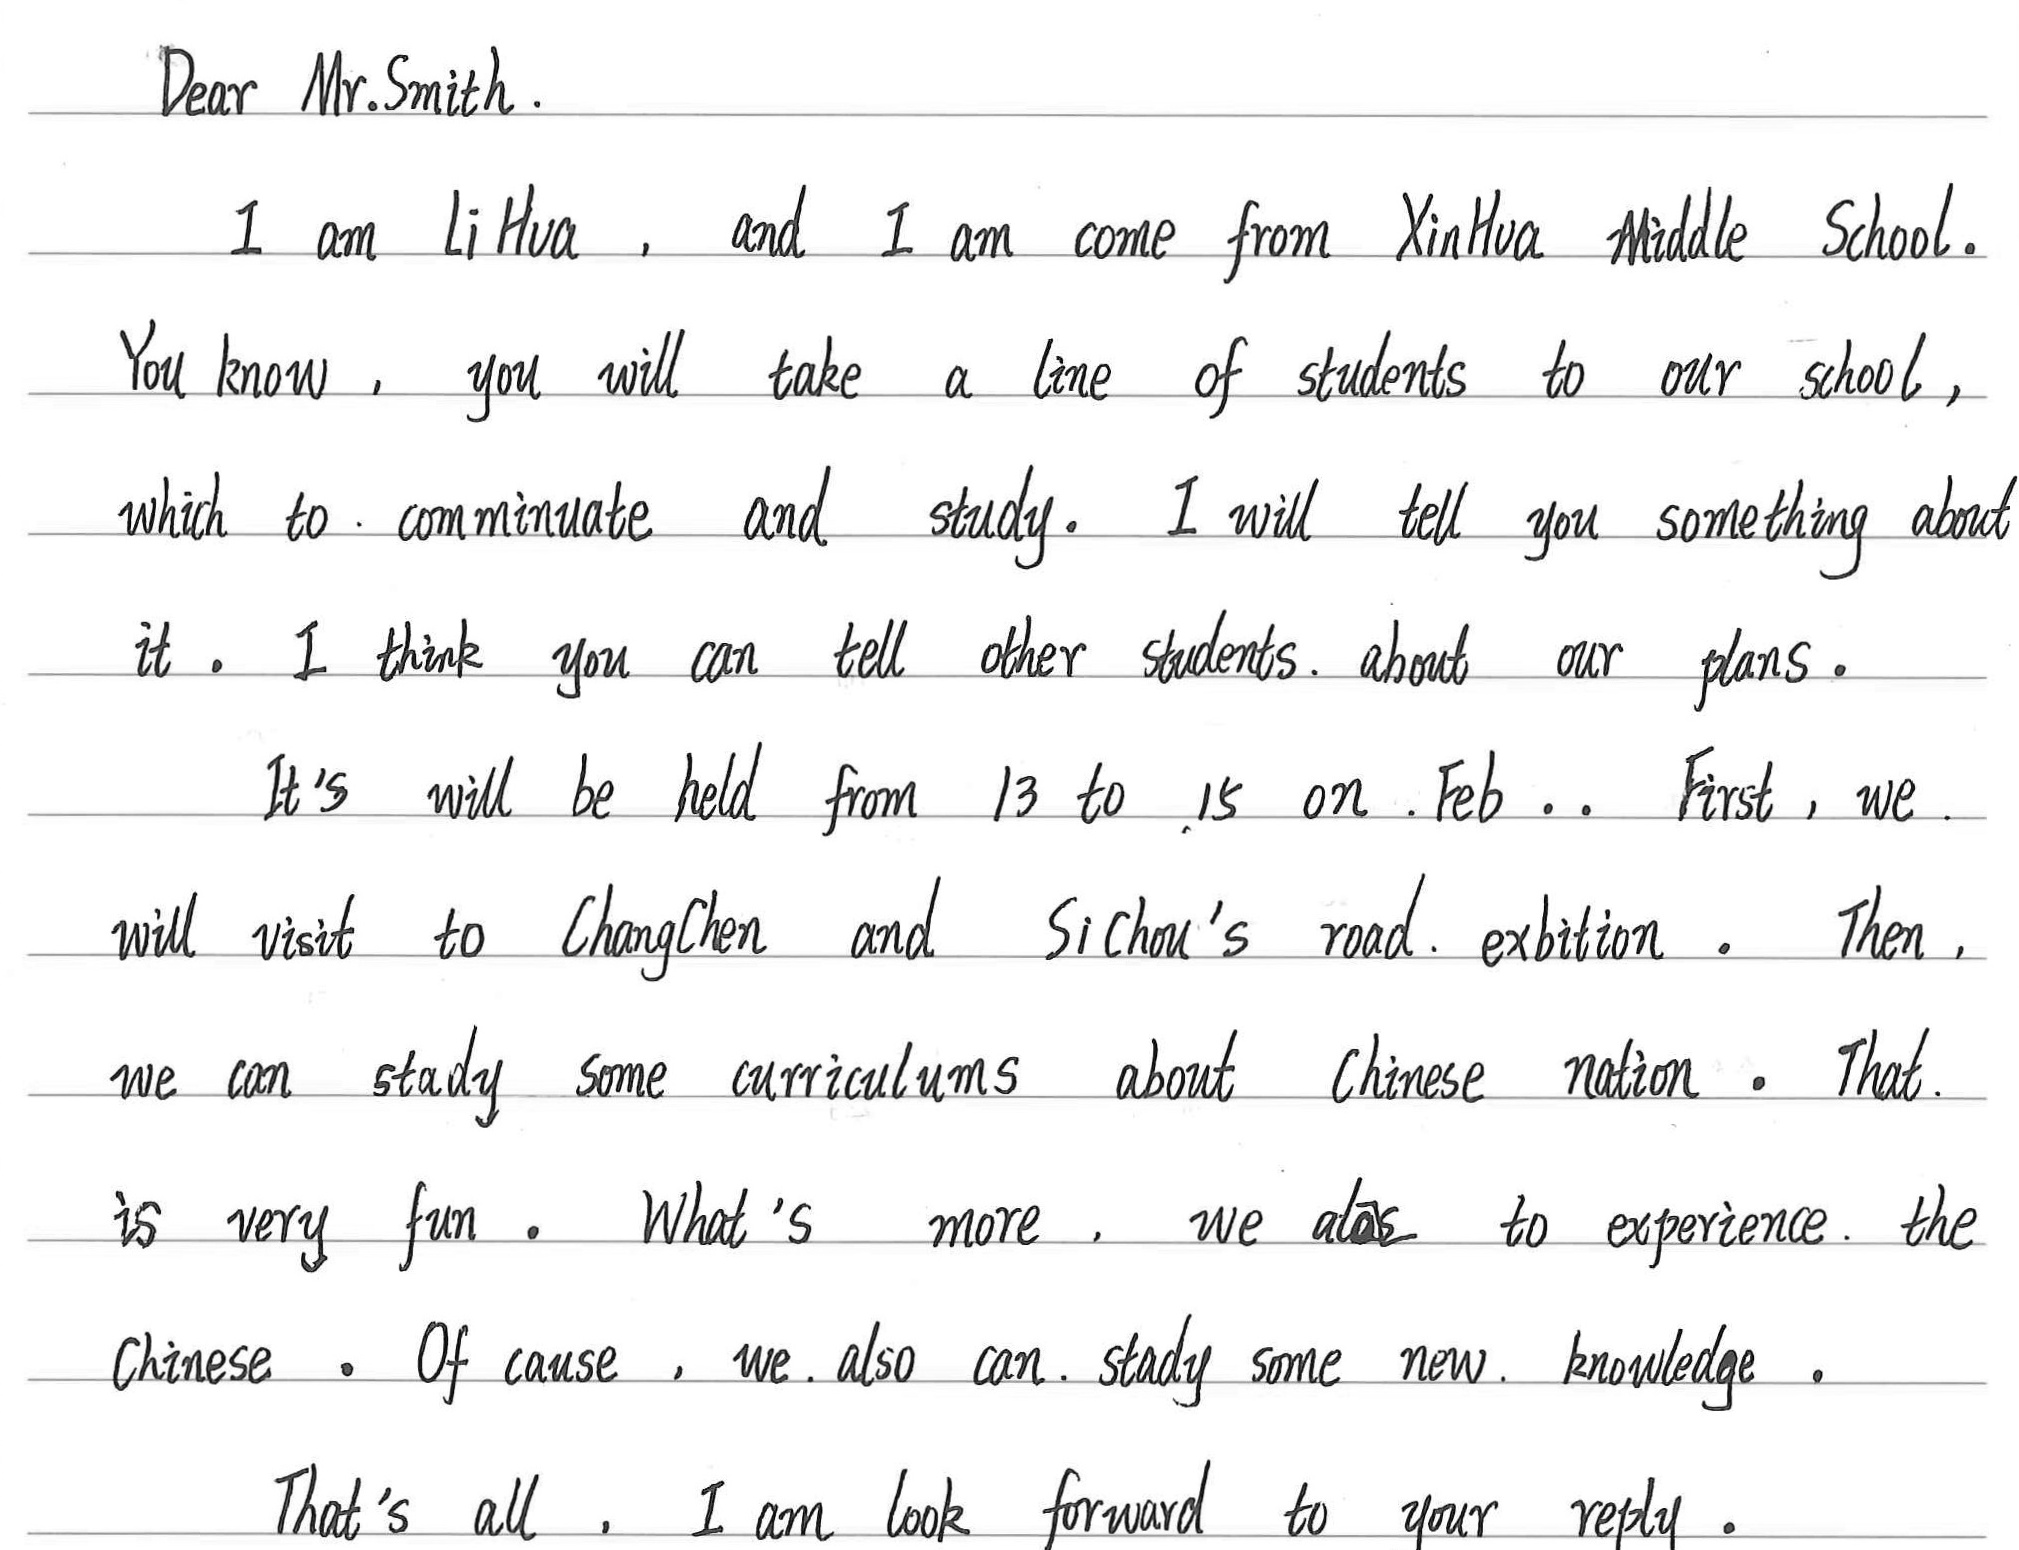 Dear Mr.Smith.
I am Li Hua , and I am come from XinHua Middle School.
You know , you will take a line of students to our school ,
which to comminuate and study. I will tell you something about
it . I think you can tell other students. about our plans .
It's will be held from 13 to 15 on . Feb . . First , we .
will visit to ChangChen and SiChou's road . exbition . Then ,
we can stady some curriculums about Chinese nation . That .
is very fun . What's more , we to experience . the
Chinese . Of cause , we . also can . stady some new . knowledge .
That's all . I am look forward to your reply .